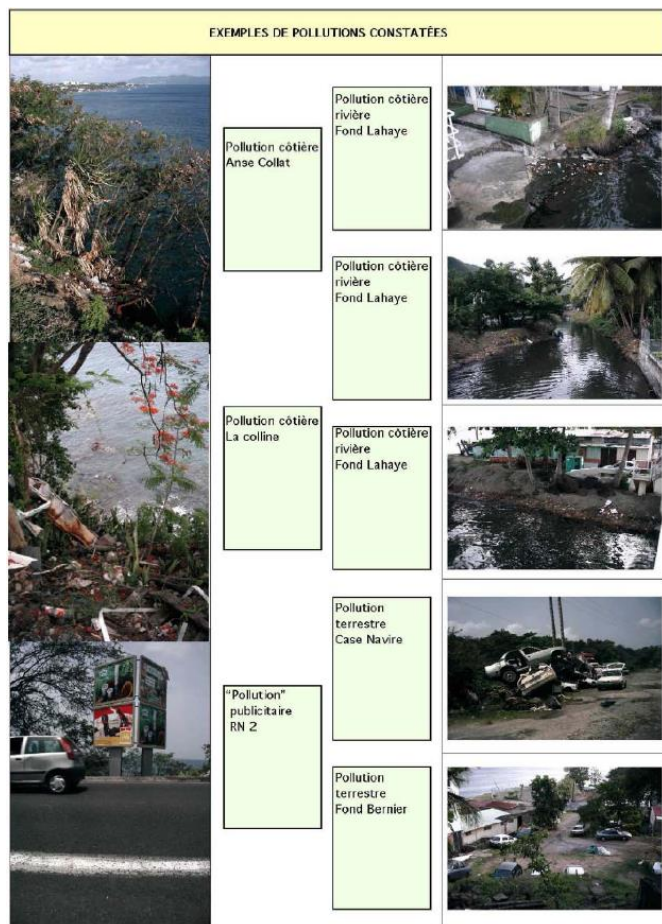 EXEMPLES DE POLLUTIONS CONSTATÉES
Pollution côtière
Anse Collat
Pollution côtière
La colline
"Pollution"
publicitaire
RN 2
Pollution côtière
rivière
Fond Lahaye
Pollution côtière
rivière
Fond Lahaye
Pollution côtière
rivière
Fond Lahaye
Pollution
terrestre
Case Navire
Pollution
terrestre
Fond Bernier